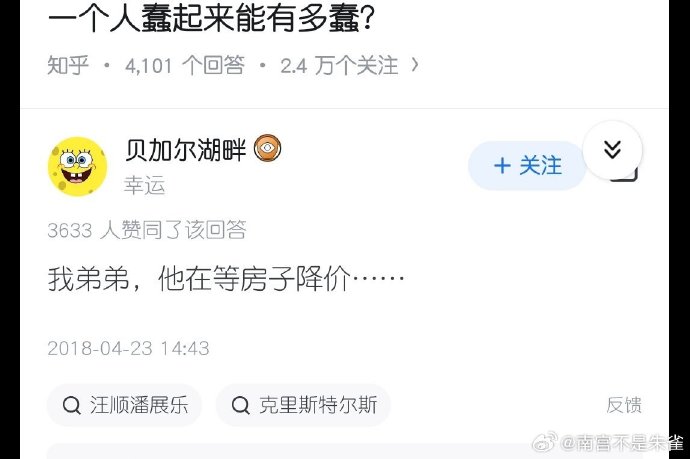 一个人蠢起来能有多蠢?
知乎 · 4,101 个回答 · 2.4 万个关注 >
贝加尔湖畔
+ 关注
幸运
3633 人赞同了该回答
我弟弟，他在等房子降价……
2018-04-23 14:43
汪顺潘展乐 克里斯特尔斯 反馈
@南宫不是朱雀